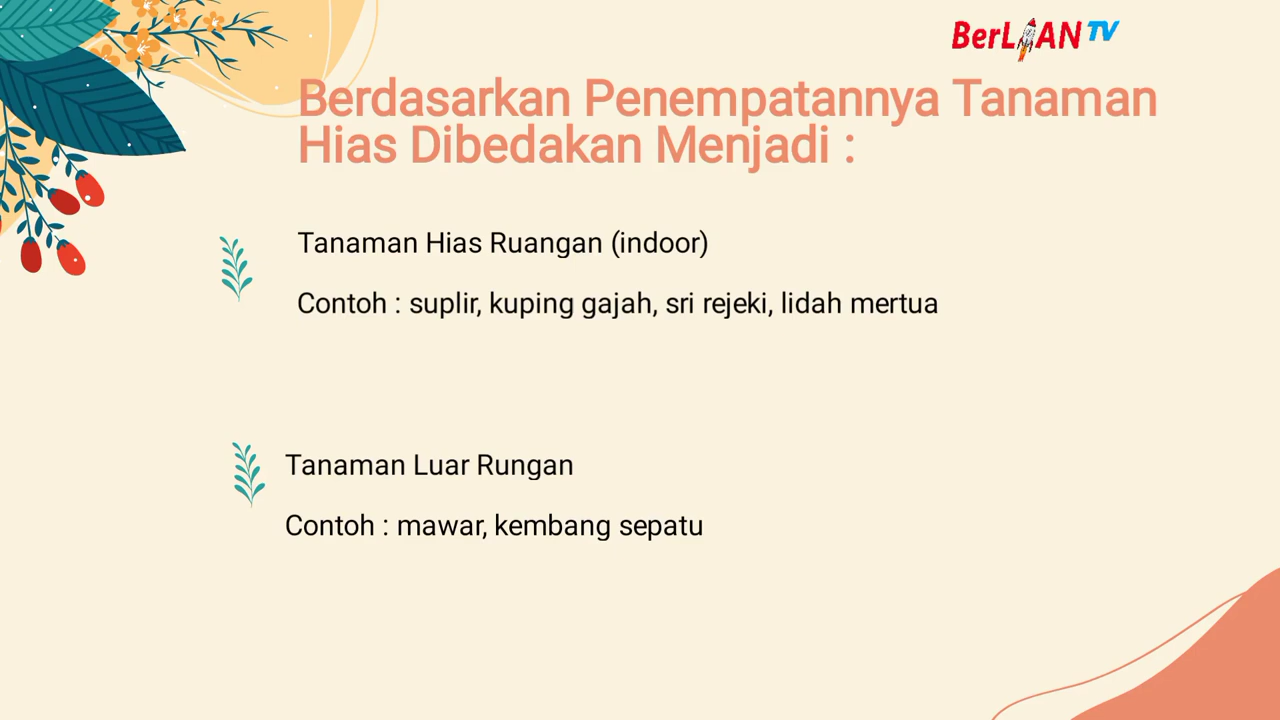 BerLIAN TV
Berdasarkan Penempatannya Tanaman
Hias Dibedakan Menjadi :
Tanaman Hias Ruangan (indoor)
Contoh : suplir, kuping gajah, sri rejeki, lidah mertua
Tanaman Luar Rungan
Contoh : mawar, kembang sepatu